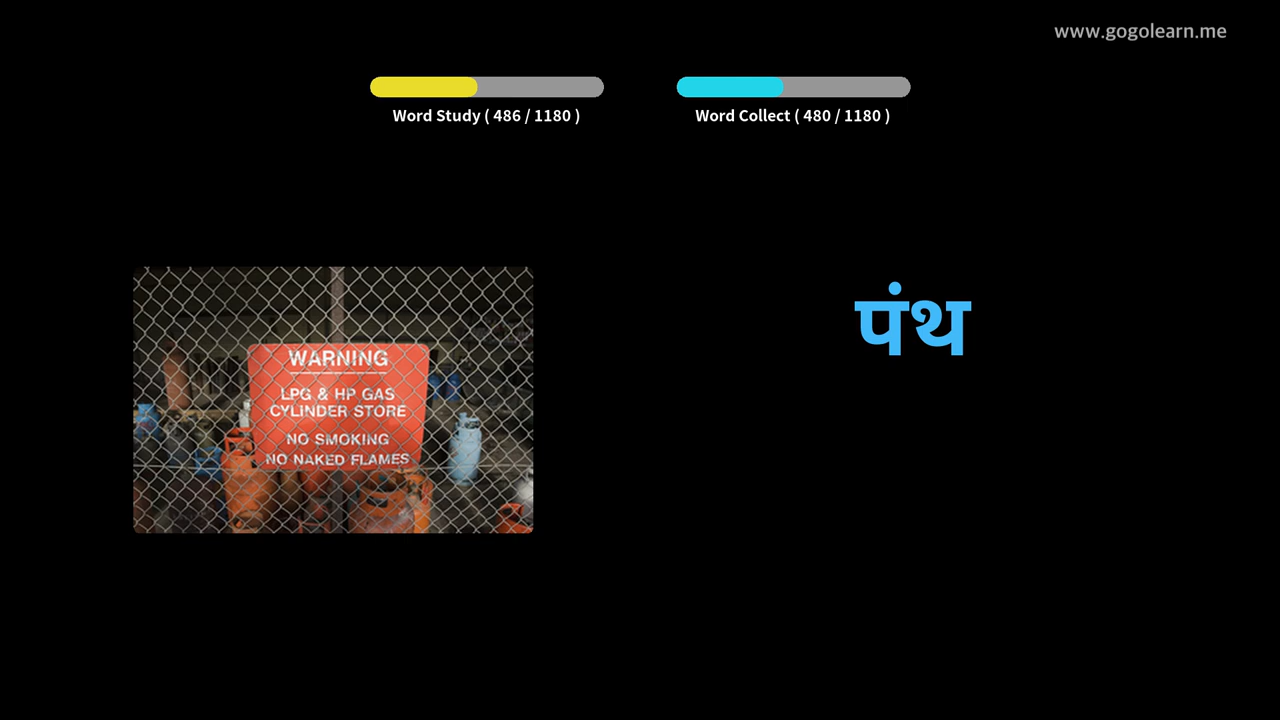 www.gogolearn.me
Word Study ( 486 / 1180 )
Word Collect ( 480 / 1180 )
पंथ
WARNING
LPG & HP GAS
CYLINDER STORE
NO SMOKING
NO NAKED FLAMES